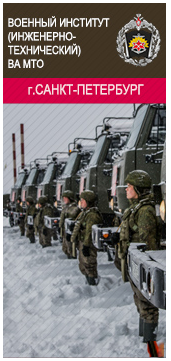 ВОЕННЫЙ ИНСТИТУТ
(ИНЖЕНЕРНО-
ТЕХНИЧЕСКИЙ)
ВА МТО
г.САНКТ-ПЕТЕРБУРГ